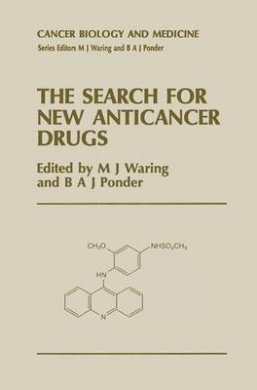 CANCER BIOLOGY AND MEDICINE
Series Editors M J Waring and B A J Ponder
THE SEARCH FOR
NEW ANTICANCER
DRUGS
Edited by M J Waring
and B A J Ponder
CH₃O
NHSO₂CH₃
HN
N